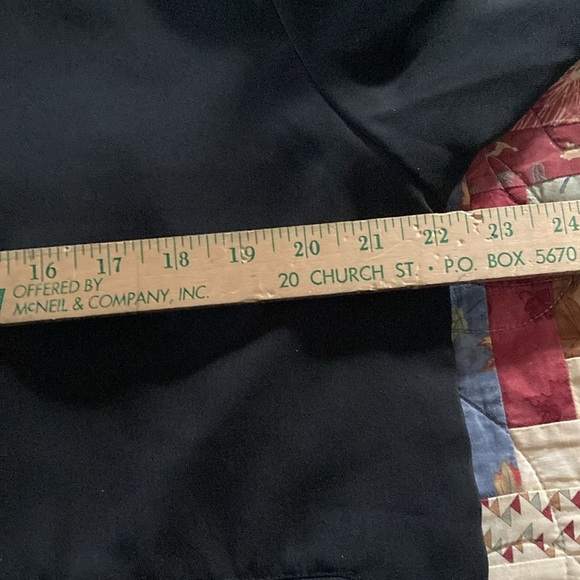 16 17 18 19 20 21 22 23 24
OFFERED BY
McNEIL & COMPANY, INC.
20 CHURCH ST. • P.O. BOX 5670